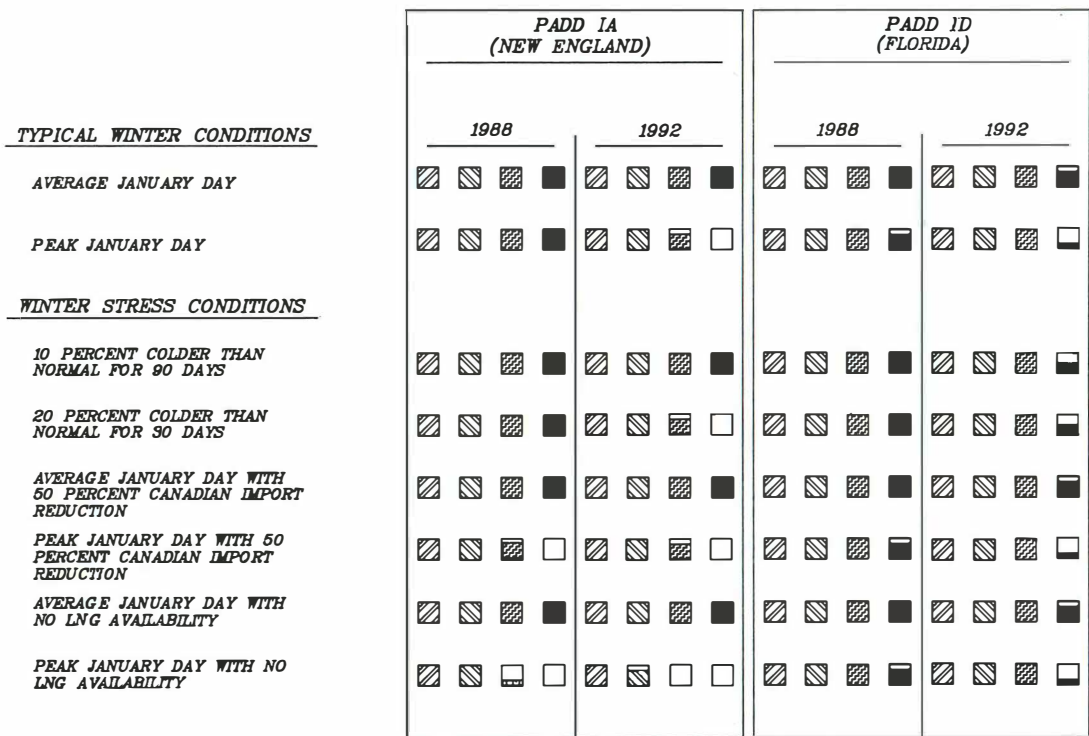 PADD IA
(NEW ENGLAND)
PADD 1D
(FLORIDA)
TYPICAL WINTER CONDITIONS
1988
1992
1988
1992
AVERAGE JANUARY DAY
PEAK JANUARY DAY
WINTER STRESS CONDITIONS
10 PERCENT COLDER THAN
NORMAL FOR 90 DAYS
20 PERCENT COLDER THAN
NORMAL FOR 30 DAYS
AVERAGE JANUARY DAY WITH
50 PERCENT CANADIAN IMPORT
REDUCTION
PEAK JANUARY DAY WITH 50
PERCENT CANADIAN IMPORT
REDUCTION
AVERAGE JANUARY DAY WITH
NO LNG AVAILABILITY
PEAK JANUARY DAY WITH NO
LNG AVAILABILITY